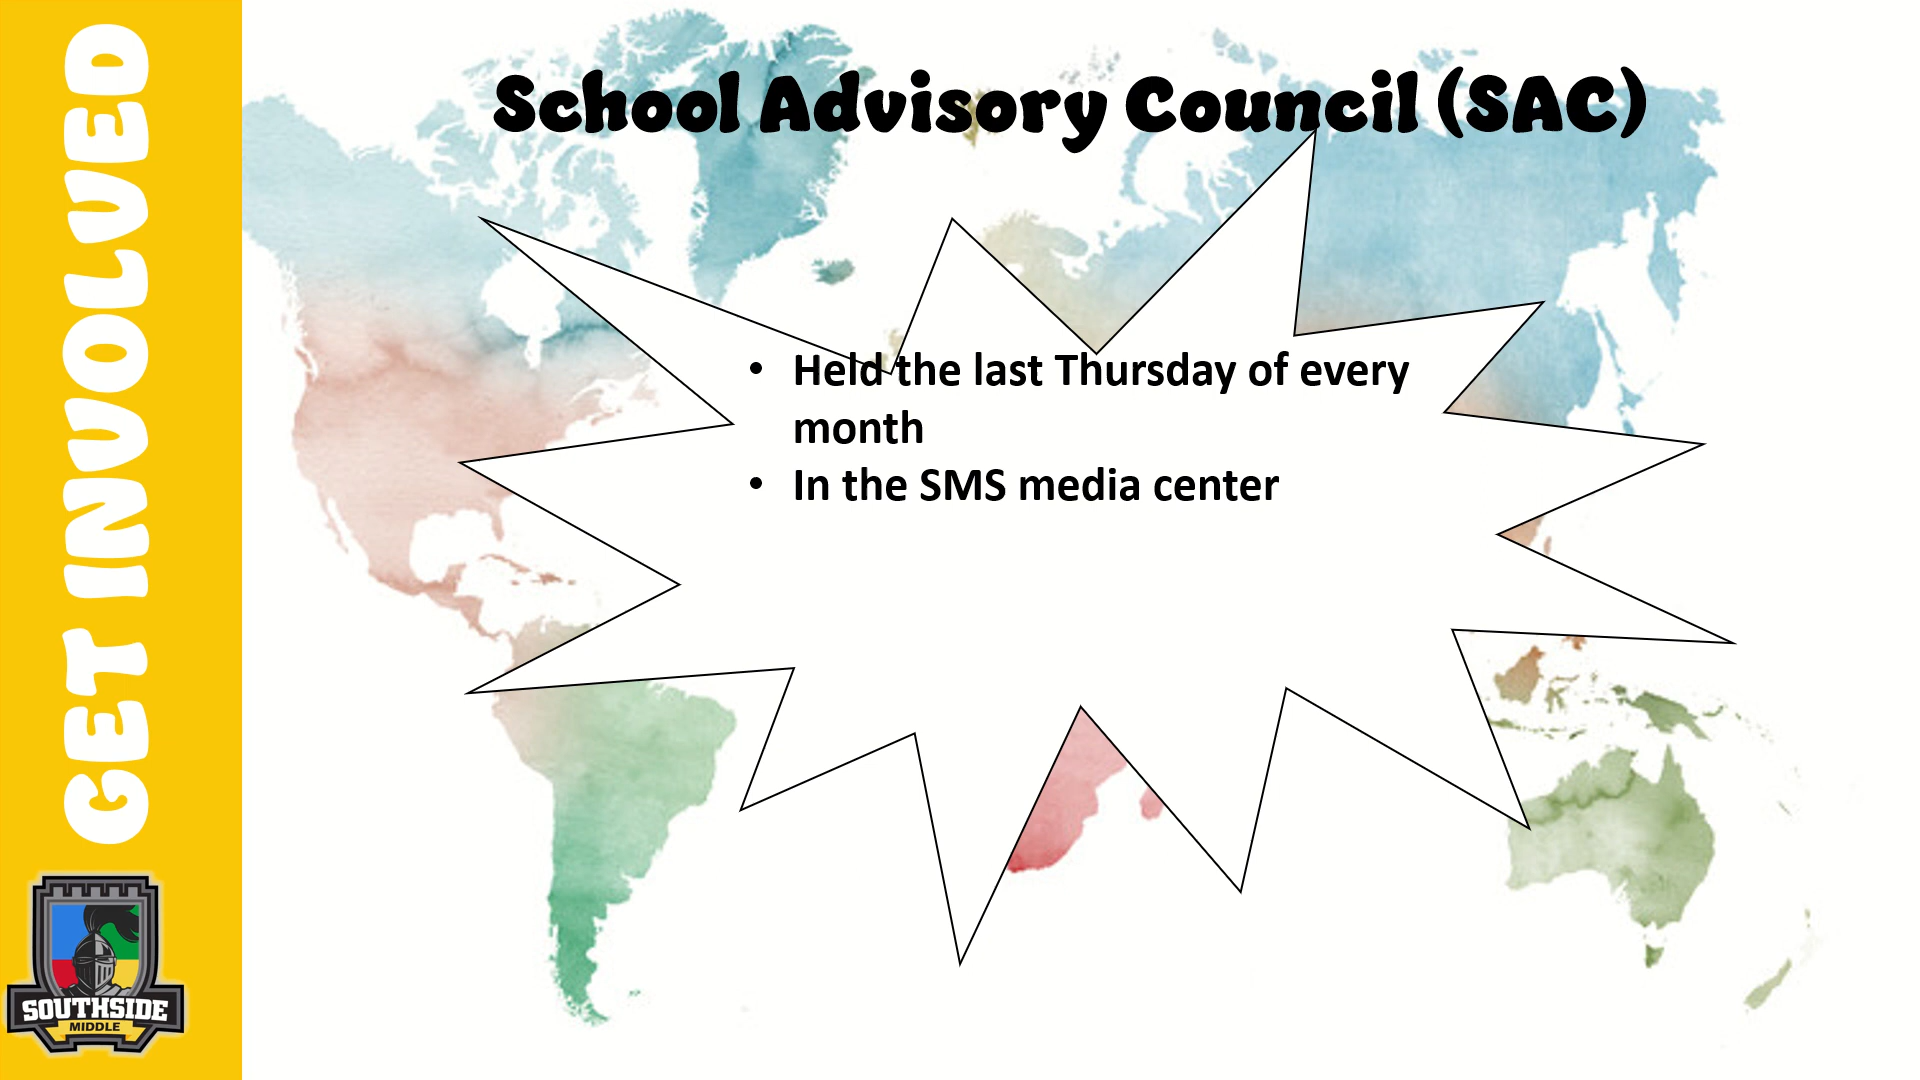 GET INVOLVED
School Advisory Council (SAC)
• Held the last Thursday of every
month
• In the SMS media center
SOUTHSIDE
MIDDLE